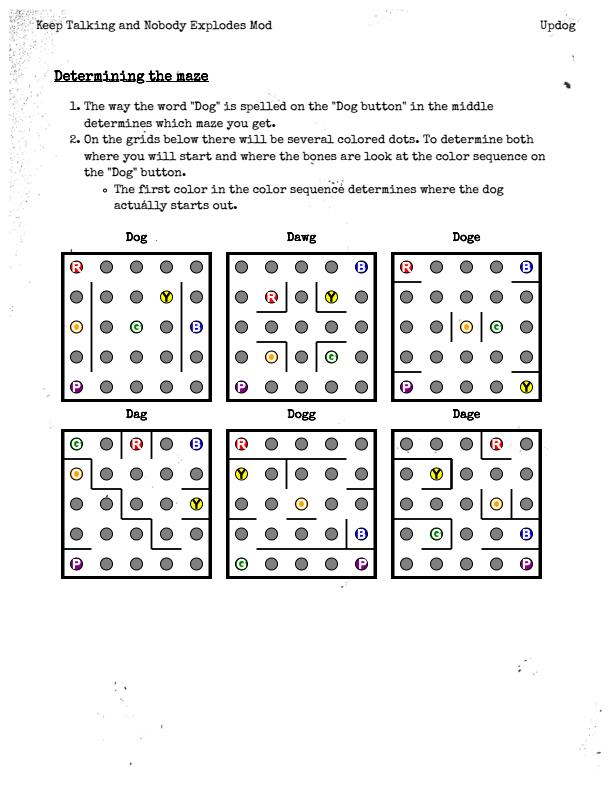 Keep Talking and Nobody Explodes Mod Updog
Determining the maze
1. The way the word "Dog" is spelled on the "Dog button" in the middle
determines which maze you get.
2. On the grids below there will be several colored dots. To determine both
where you will start and where the bones are look at the color sequence on
the "Dog" button.
The first color in the color sequence determines where the dog
actually starts out.
Dog Dawg Doge
R B R B
Y R Y
G B G
G
P P P Y
Dag Dogg Dage
G R B R R
Y Y
Y
B G B
P G P P